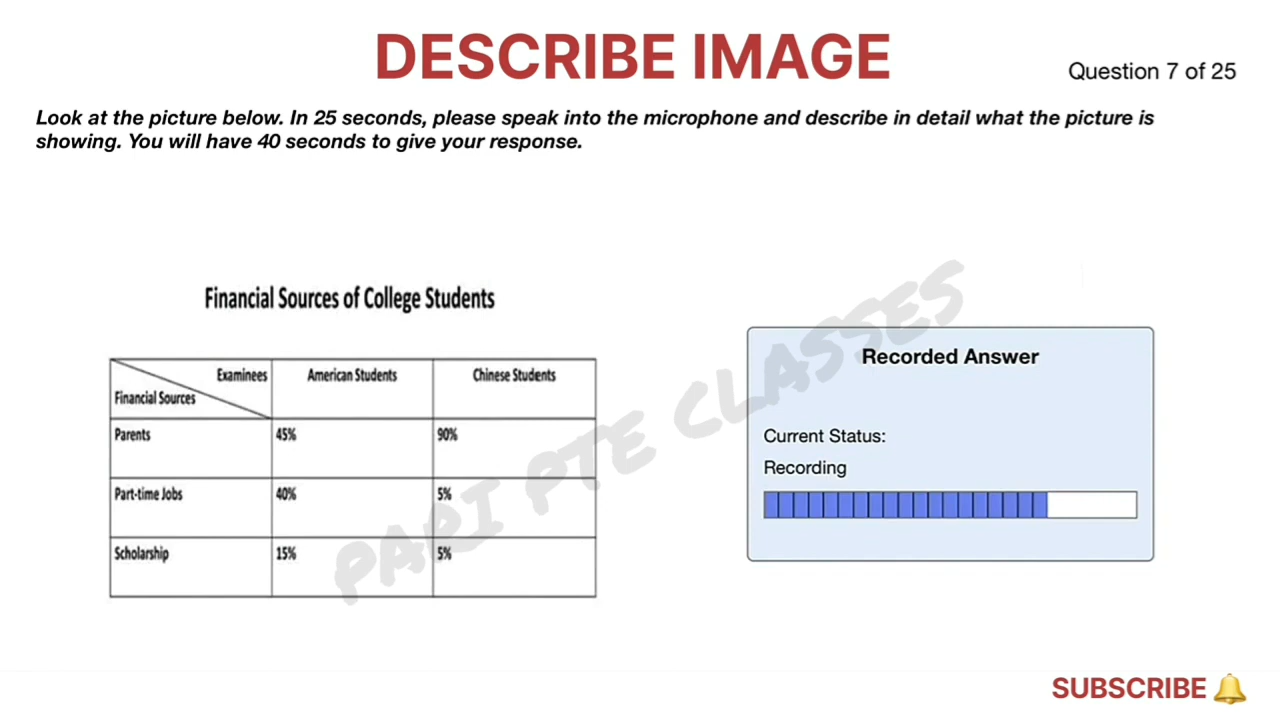 DESCRIBE IMAGE
Question 7 of 25
Look at the picture below. In 25 seconds, please speak into the microphone and describe in detail what the picture is
showing. You will have 40 seconds to give your response.
Financial Sources of College Students
Examinees
Financial Sources
American Students
Chinese Students
Parents
45%
90%
Part-time Jobs
40%
5%
Scholarship
15%
5%
PARI PTE CLASSES
Recorded Answer
Current Status:
Recording
SUBSCRIBE